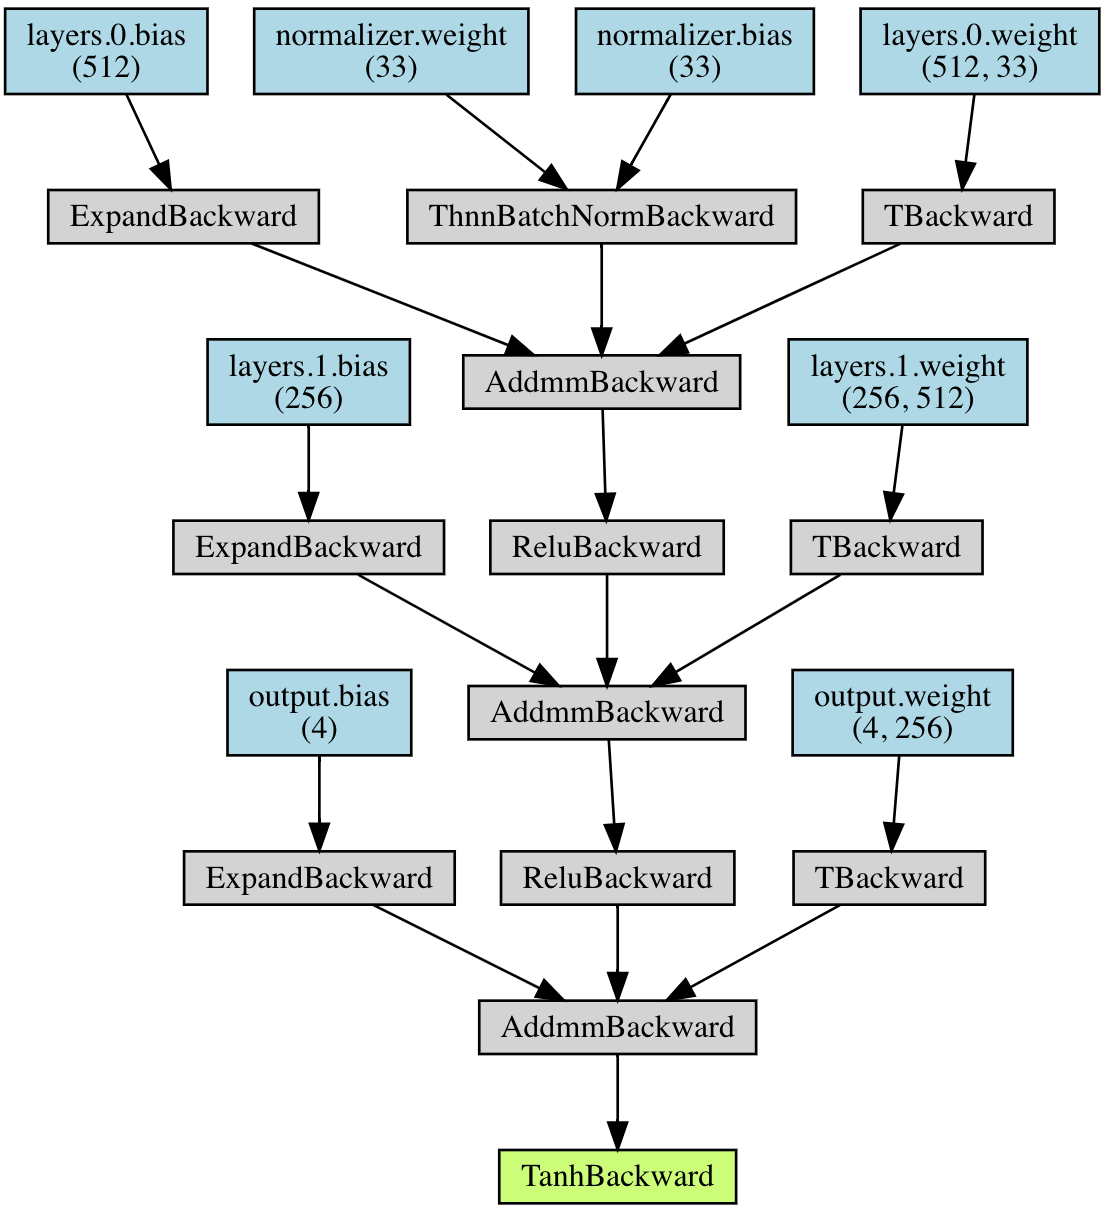 layers.0.bias
(512)
normalizer.weight
(33)
normalizer.bias
(33)
layers.0.weight
(512, 33)
ExpandBackward
ThnnBatchNormBackward
TBackward
layers.1.bias
(256)
AddmmBackward
layers.1.weight
(256, 512)
ExpandBackward
ReluBackward
TBackward
output.bias
(4)
AddmmBackward
output.weight
(4, 256)
ExpandBackward
ReluBackward
TBackward
AddmmBackward
TanhBackward